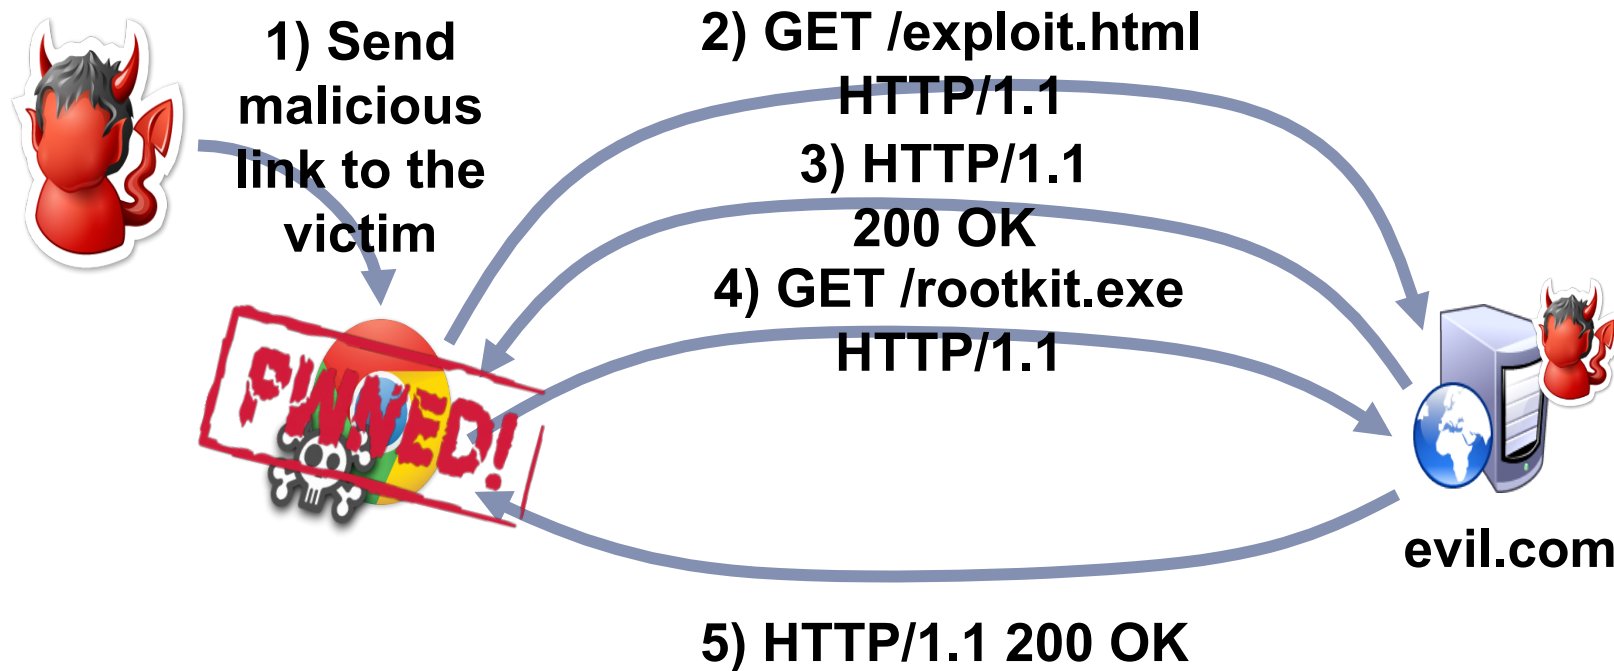 1) Send
malicious
link to the
victim
2) GET /exploit.html
HTTP/1.1
3) HTTP/1.1
200 OK
4) GET /rootkit.exe
HTTP/1.1
PWNED!
evil.com
5) HTTP/1.1 200 OK